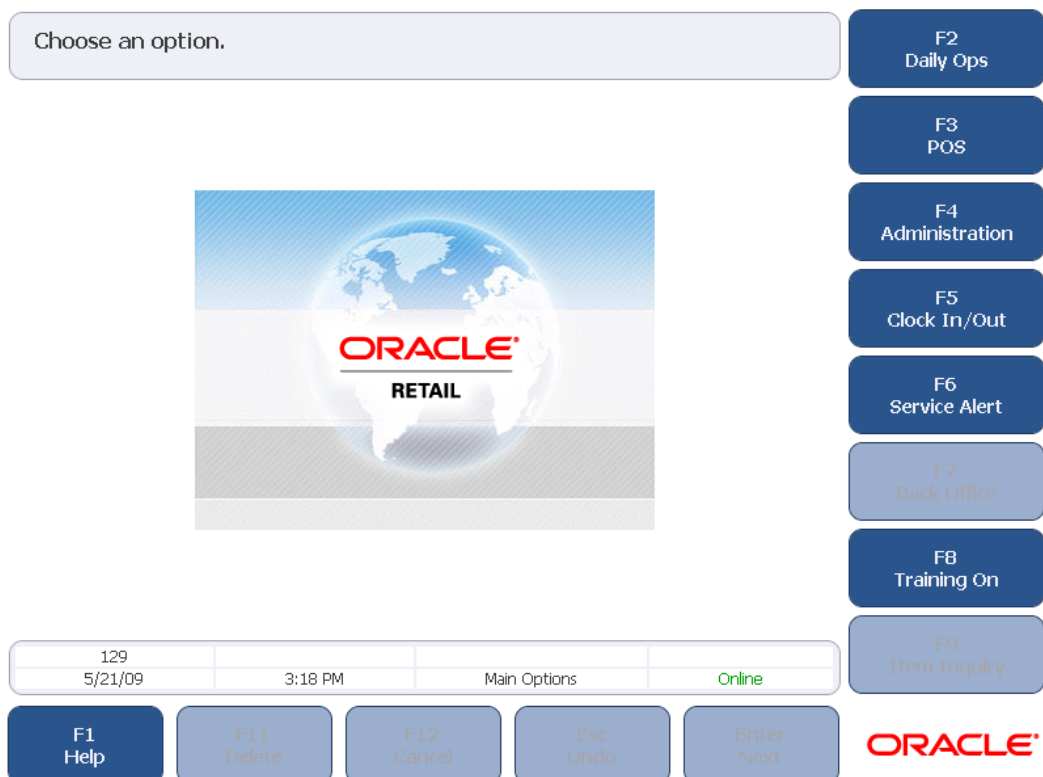 Choose an option.
F2
Daily Ops
F3
POS
F4
Administration
F5
Clock In/Out
F6
Service Alert
F7
Back Office
F8
Training On
F9
Item Inquiry
ORACLE
RETAIL
129
5/21/09 3:18 PM Main Options Online
F1
Help
F11
Delete
F12
Cancel
Esc
Undo
Enter
Next
ORACLE